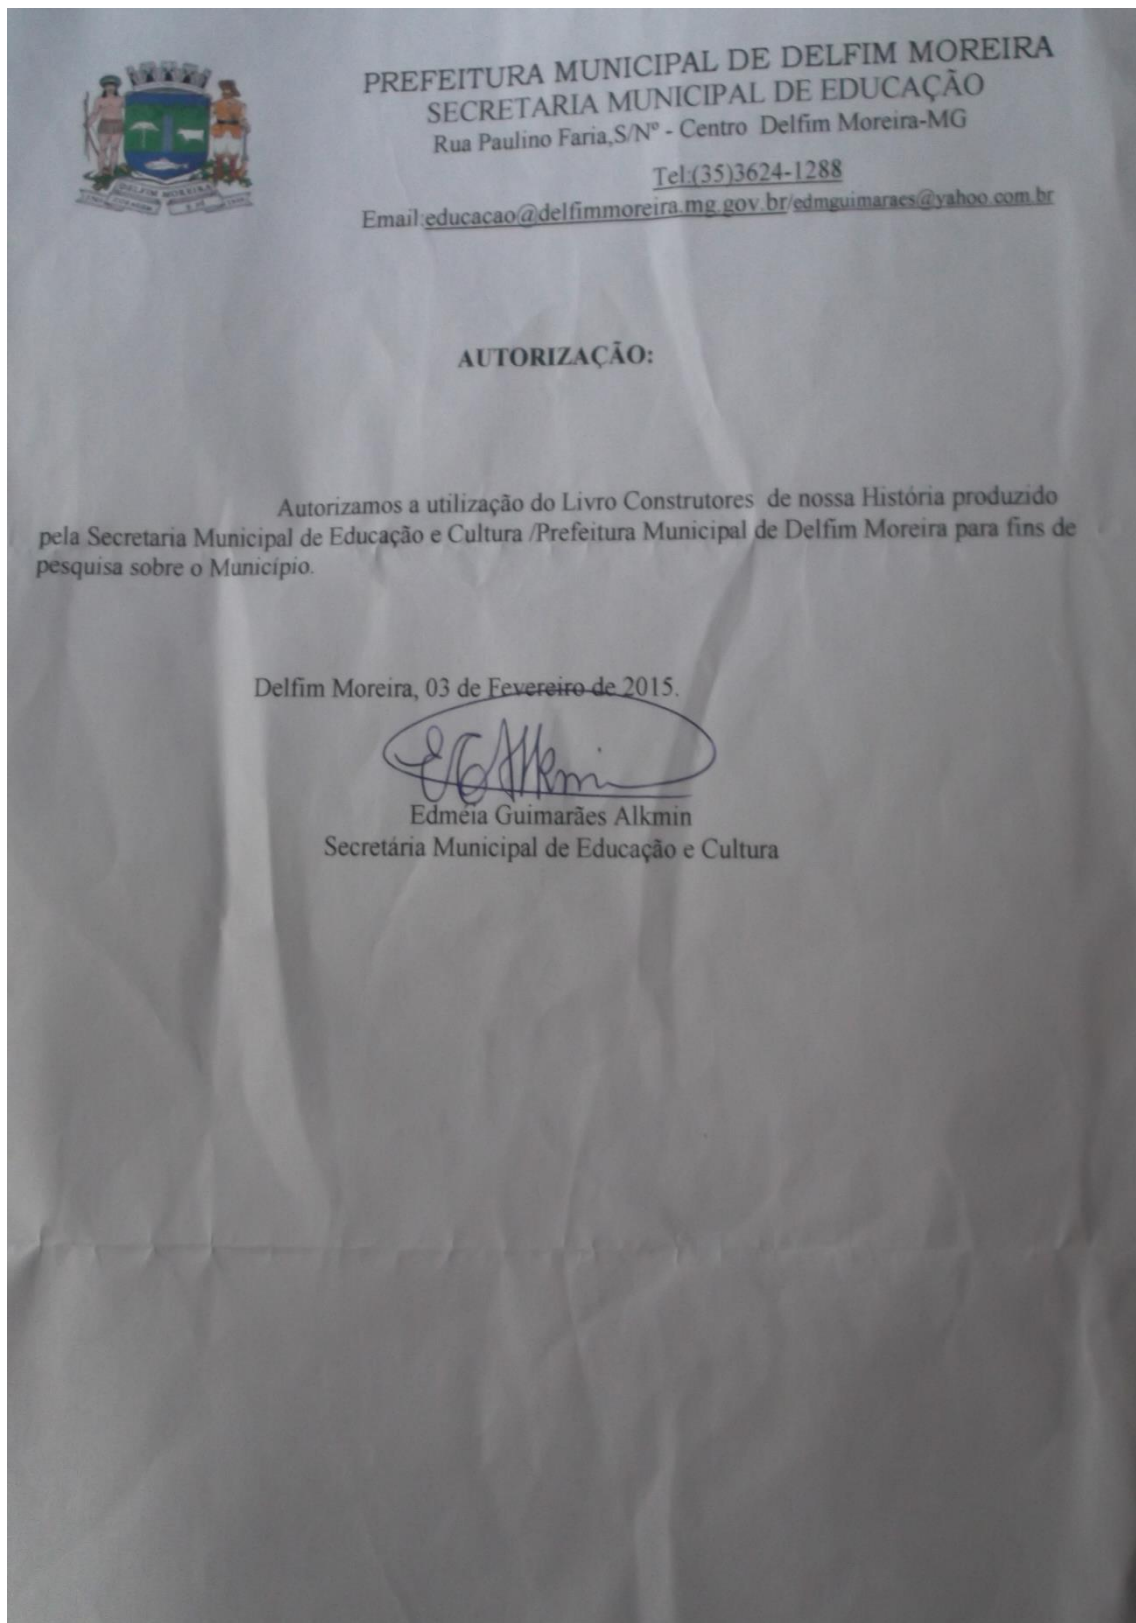 PREFEITURA MUNICIPAL DE DELFIM MOREIRA
SECRETARIA MUNICIPAL DE EDUCAÇÃO
Rua Paulino Faria,S/Nº - Centro Delfim Moreira-MG
Tel:(35)3624-1288
Email:educacao@delfimmoreira.mg.gov.br/edmguimaraes@yahoo.com.br
DELFIM MOREIRA
AUTORIZAÇÃO:
Autorizamos a utilização do Livro Construtores de nossa História produzido
pela Secretaria Municipal de Educação e Cultura /Prefeitura Municipal de Delfim Moreira para fins de
pesquisa sobre o Município.
Delfim Moreira, 03 de Fevereiro de 2015.
EGAlkmin
Edméia Guimarães Alkmin
Secretária Municipal de Educação e Cultura